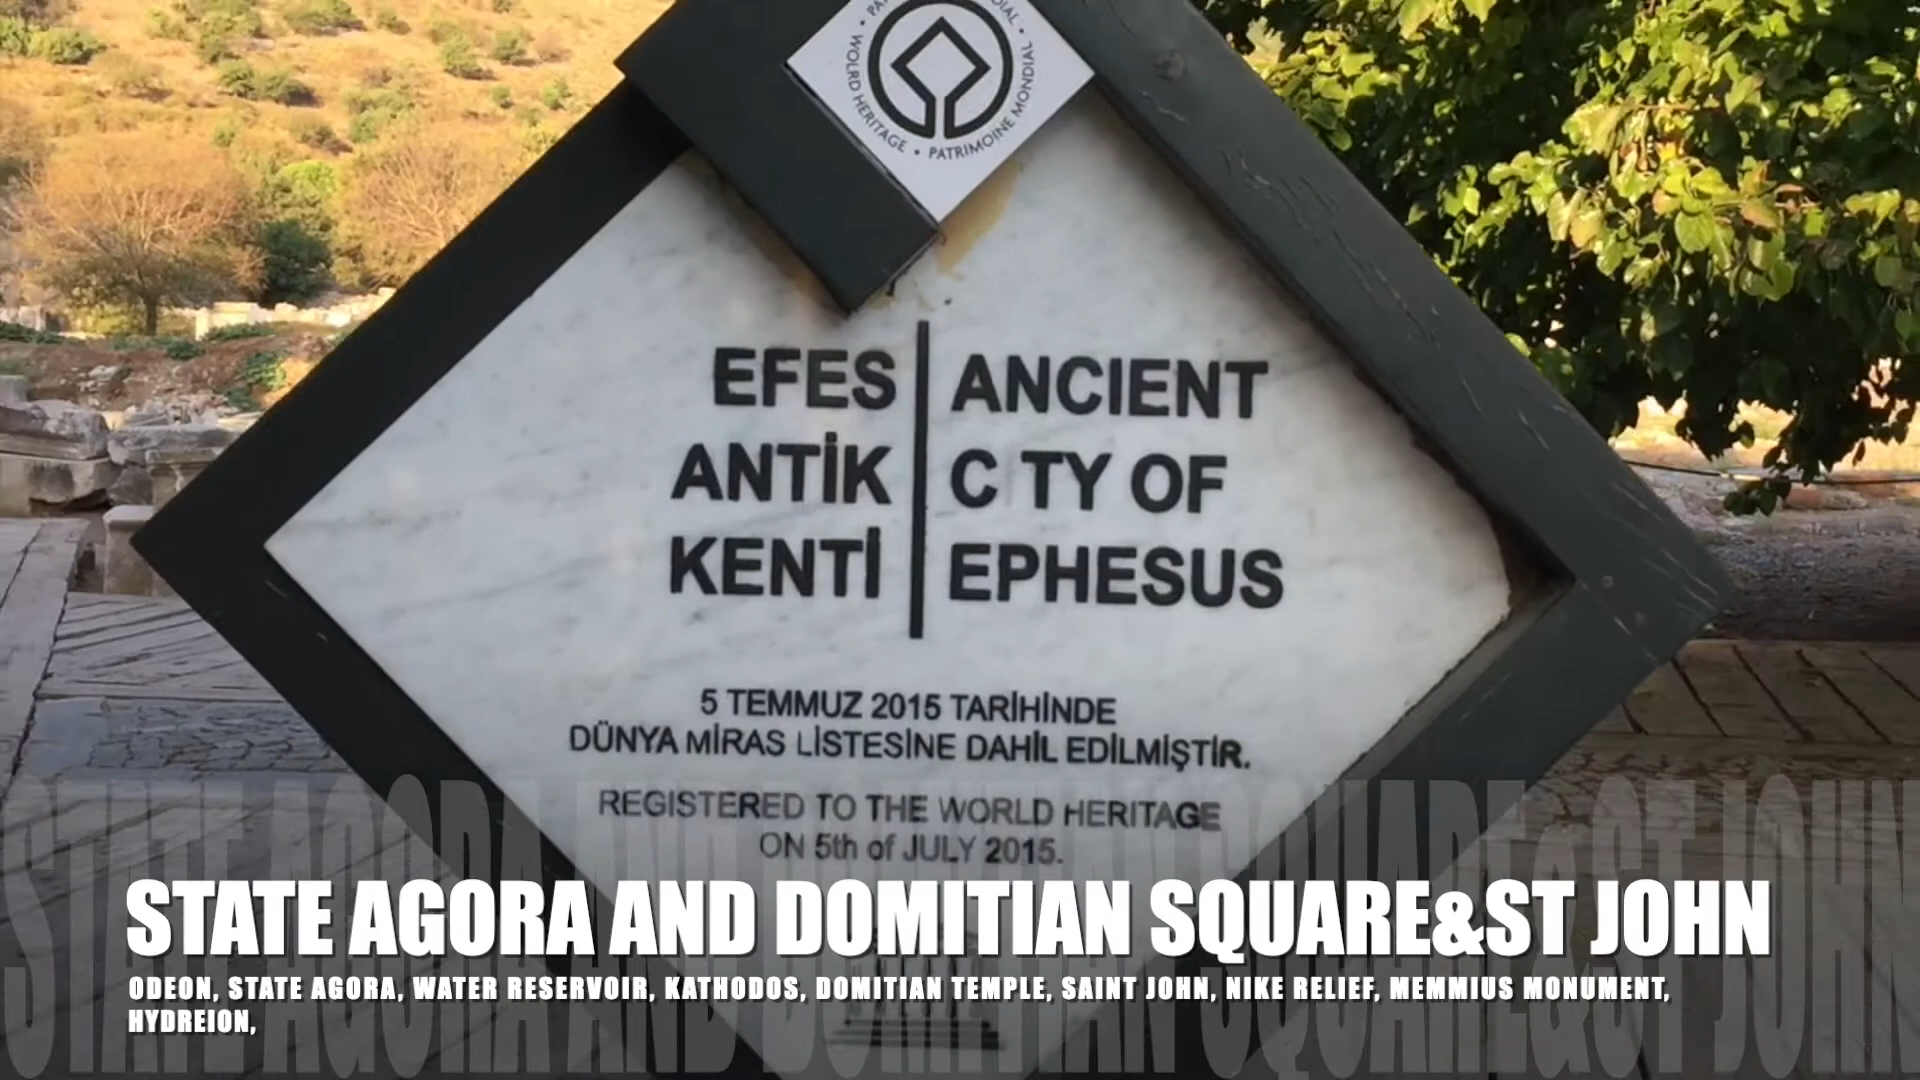 WOLRD HERITAGE • PATRIMOINE MONDIAL •
EFES ANTİK KENTİ
ANCIENT C TY OF EPHESUS
5 TEMMUZ 2015 TARİHİNDE
DÜNYA MİRAS LİSTESİNE DAHİL EDİLMİŞTİR.
REGISTERED TO THE WORLD HERITAGE
ON 5th of JULY 2015.
STATE AGORA AND DOMITIAN SQUARE&ST JOHN
ODEON, STATE AGORA, WATER RESERVOIR, KATHODOS, DOMITIAN TEMPLE, SAINT JOHN, NIKE RELIEF, MEMMIUS MONUMENT,
HYDREION,